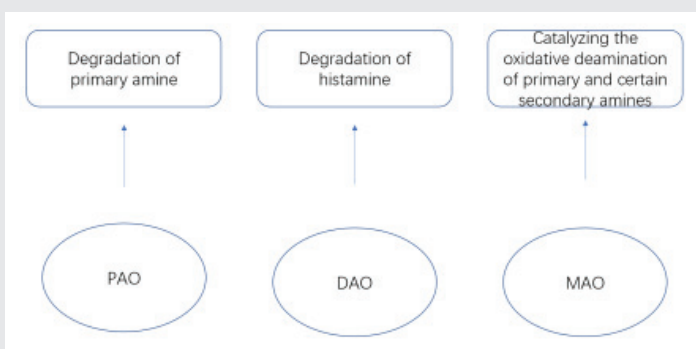 Degradation of
primary amine
Degradation of
histamine
Catalyzing the
oxidative deamination
of primary and certain
secondary amines
PAO
DAO
MAO